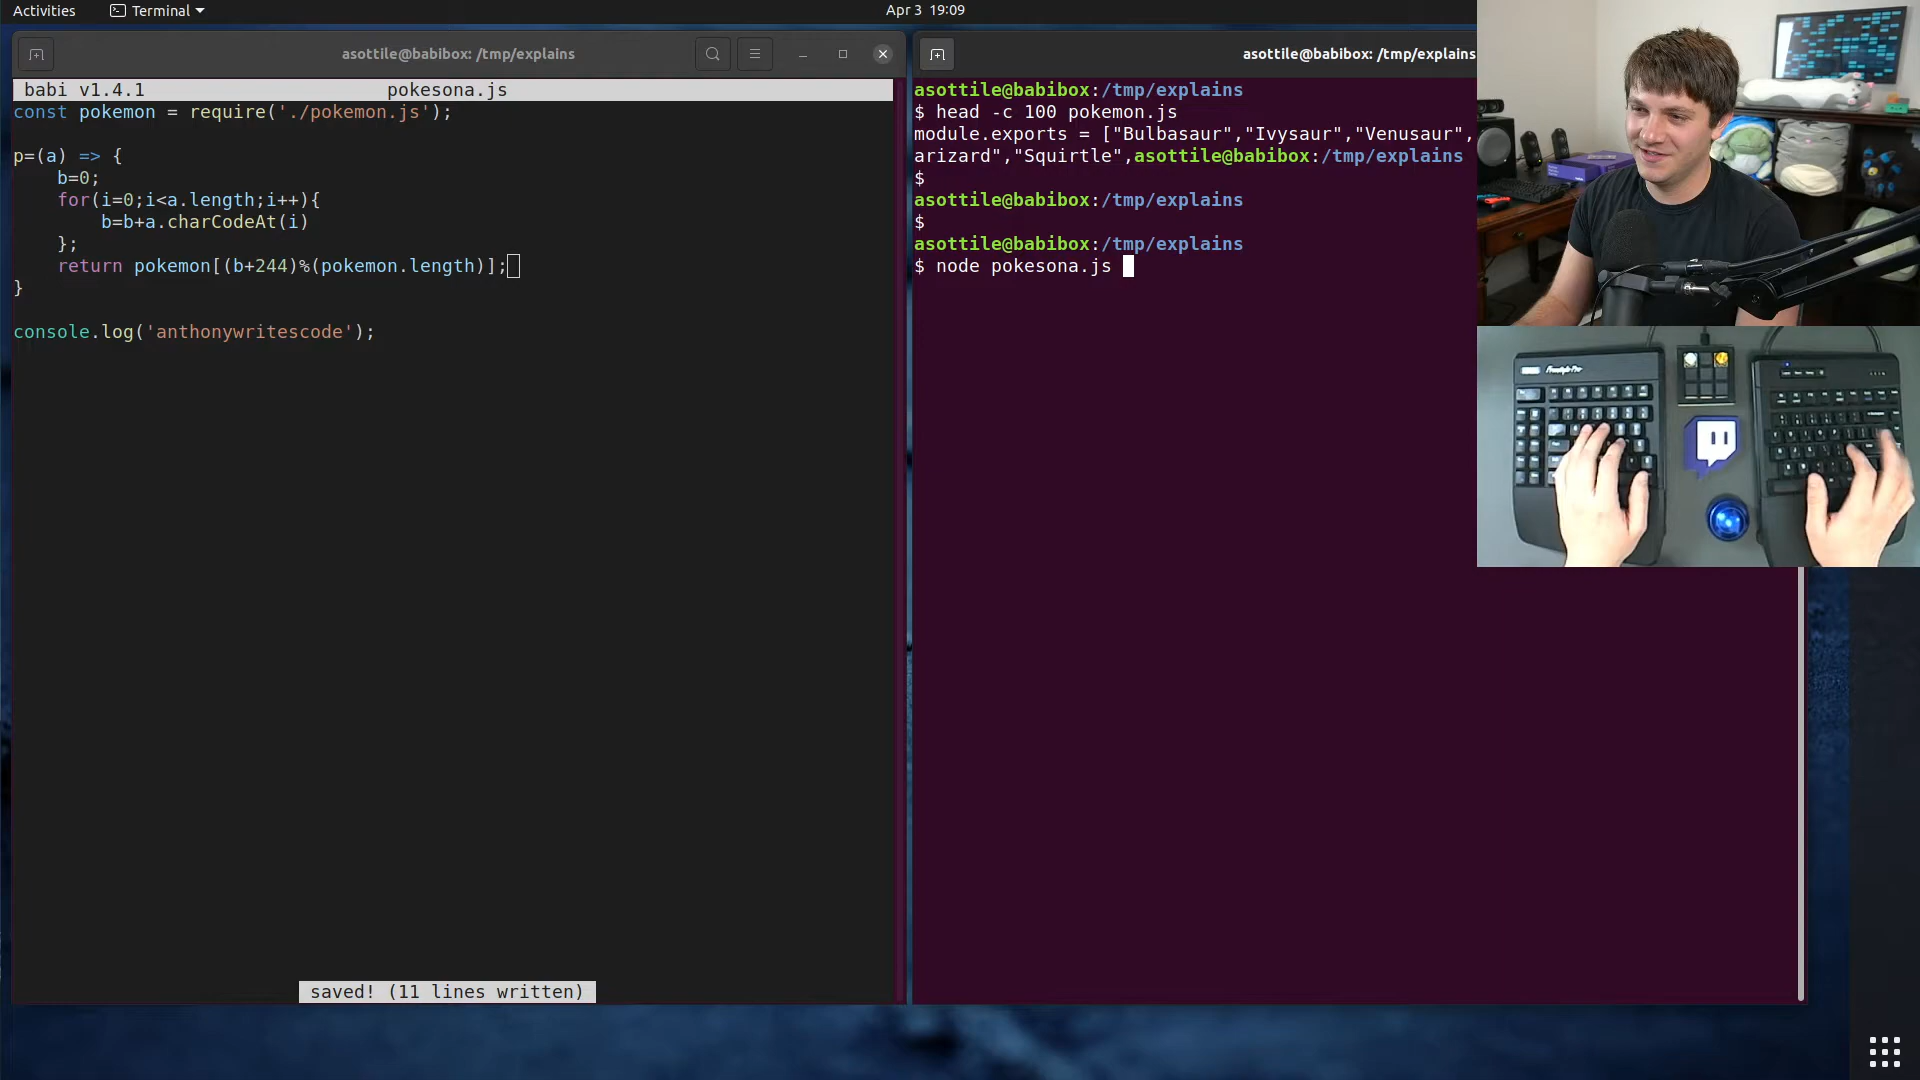 Activities Terminal Apr 3 19:09
asottile@babibox: /tmp/explains
babi v1.4.1 pokesona.js
const pokemon = require('./pokemon.js');
p=(a) => {
b=0;
for(i=0;i<a.length;i++){
b=b+a.charCodeAt(i)
};
return pokemon[(b+244)%(pokemon.length)];
}
console.log('anthonywritescode');
saved! (11 lines written)
asottile@babibox: /tmp/explains
asottile@babibox:/tmp/explains
$ head -c 100 pokemon.js
module.exports = ["Bulbasaur","Ivysaur","Venusaur",
arizard","Squirtle",asottile@babibox:/tmp/explains
$
asottile@babibox:/tmp/explains
$
asottile@babibox:/tmp/explains
$ node pokesona.js
Freestyle Pro